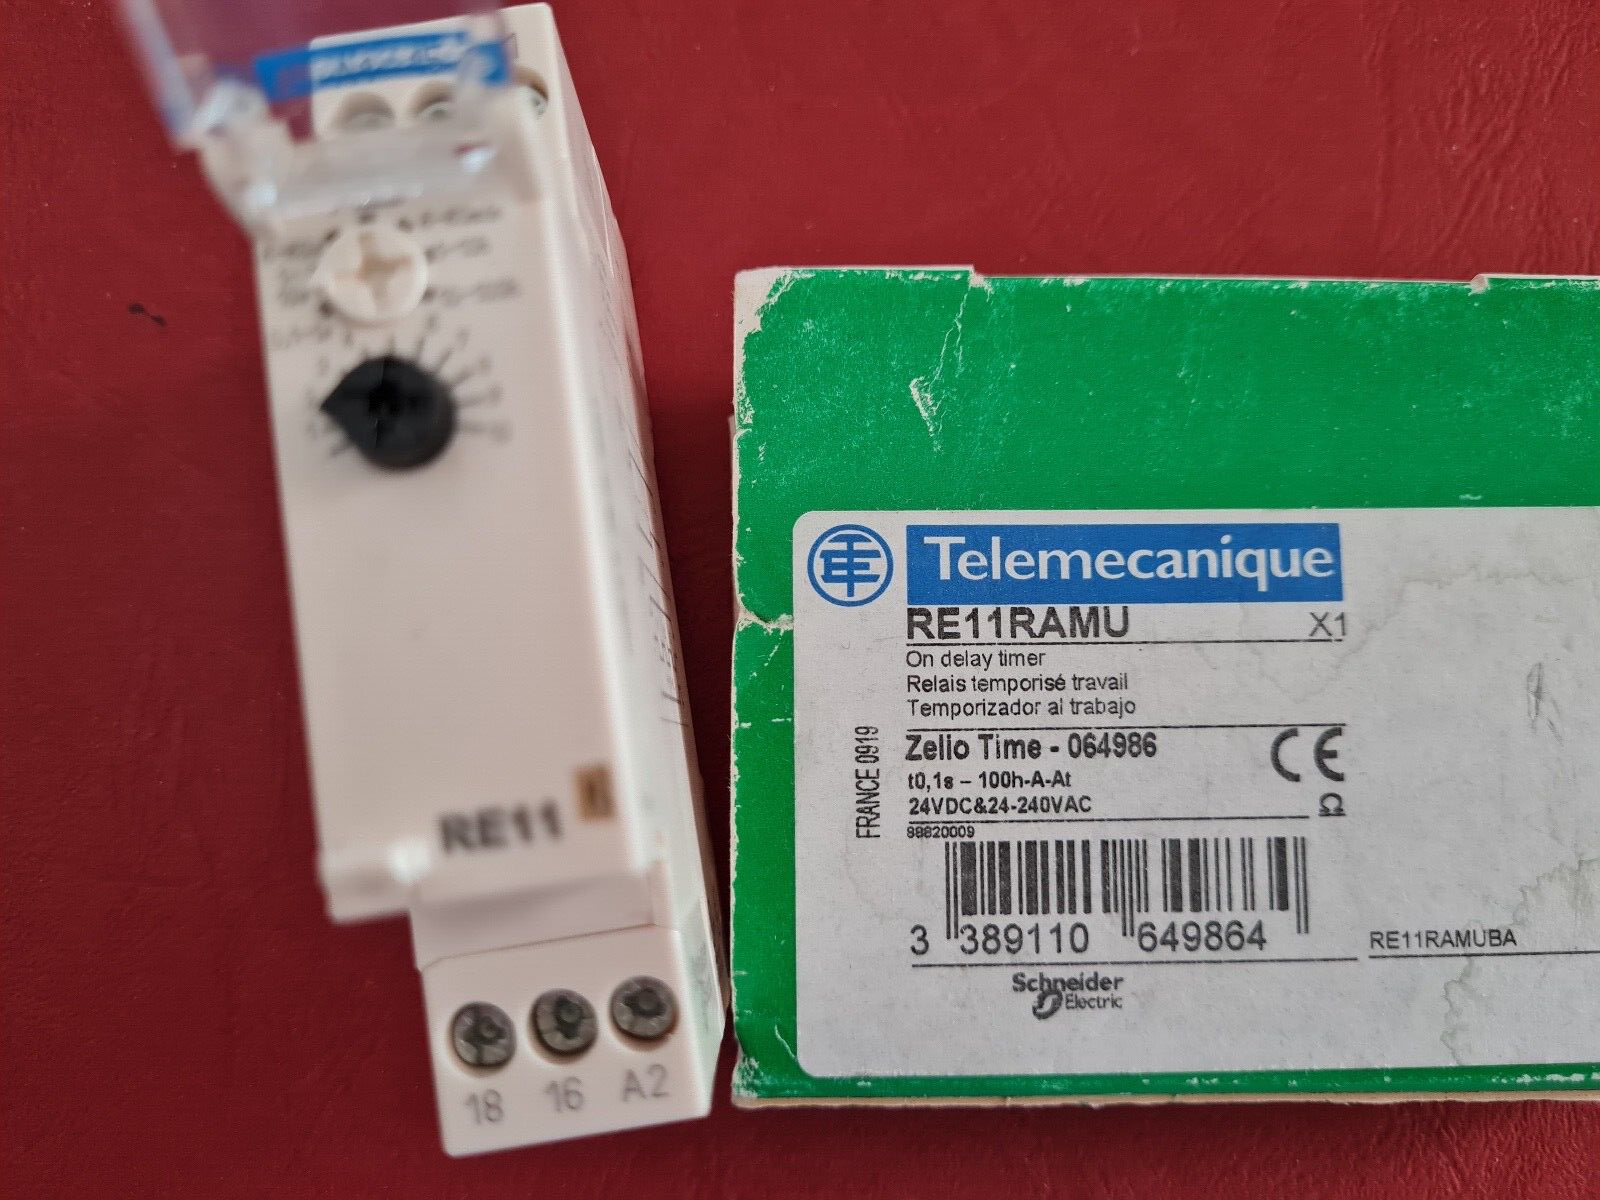 RE11
18 16 A2
Telemecanique
RE11RAMU X1
On delay timer
Relais temporisé travail
Temporizador al trabajo
Zelio Time - 064986
t0,1s – 100h-A-At
24VDC&24-240VAC
88820009
FRANCE 0919
CE
Ω
3 389110 649864
RE11RAMUBA
Schneider
Electric